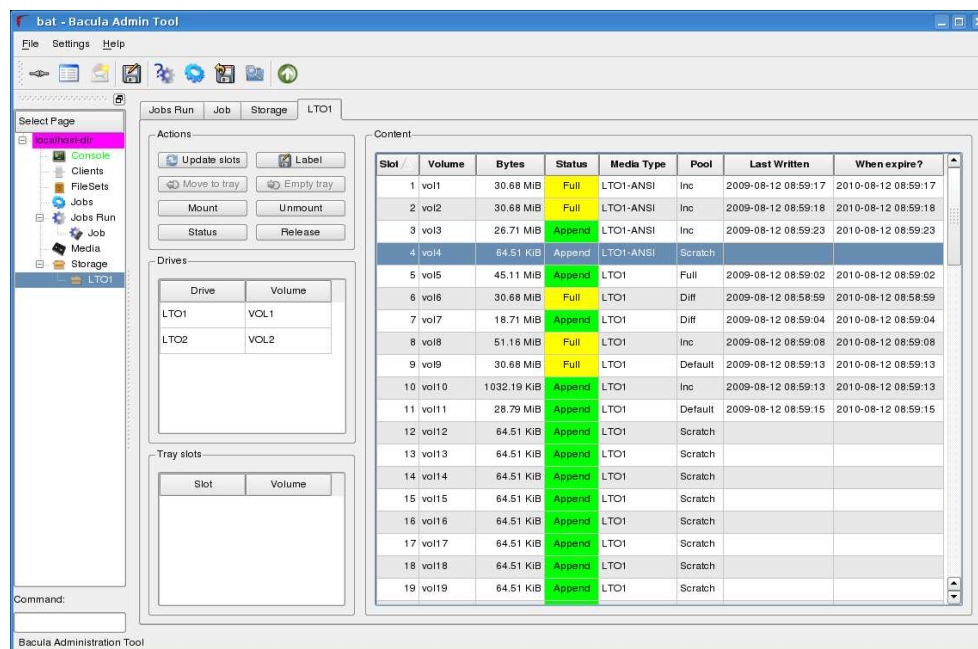 bat - Bacula Admin Tool
File Settings Help
Select Page
localhost-dir
Console
Clients
FileSets
Jobs
Jobs Run
Job
Media
Storage
LTO1
Command:
Bacula Administration Tool
Jobs Run Job Storage LTO1
Actions
Update slots Label
Move to tray Empty tray
Mount Unmount
Status Release
Drives
Drive Volume
LTO1 VOL1
LTO2 VOL2
Tray slots
Slot Volume
Content
Slot Volume Bytes Status Media Type Pool Last Written When expire?
1 vol1 30.68 MiB Full LTO1-ANSI Inc 2009-08-12 08:59:17 2010-08-12 08:59:17
2 vol2 30.68 MiB Full LTO1-ANSI Inc 2009-08-12 08:59:18 2010-08-12 08:59:18
3 vol3 26.71 MiB Append LTO1-ANSI Inc 2009-08-12 08:59:23 2010-08-12 08:59:23
4 vol4 64.51 KiB Append LTO1-ANSI Scratch
5 vol5 45.11 MiB Append LTO1 Full 2009-08-12 08:59:02 2010-08-12 08:59:02
6 vol6 30.68 MiB Full LTO1 Diff 2009-08-12 08:58:59 2010-08-12 08:58:59
7 vol7 18.71 MiB Append LTO1 Diff 2009-08-12 08:59:04 2010-08-12 08:59:04
8 vol8 51.16 MiB Full LTO1 Inc 2009-08-12 08:59:08 2010-08-12 08:59:08
9 vol9 30.68 MiB Full LTO1 Default 2009-08-12 08:59:13 2010-08-12 08:59:13
10 vol10 1032.19 KiB Append LTO1 Inc 2009-08-12 08:59:13 2010-08-12 08:59:13
11 vol11 28.79 MiB Append LTO1 Default 2009-08-12 08:59:15 2010-08-12 08:59:15
12 vol12 64.51 KiB Append LTO1 Scratch
13 vol13 64.51 KiB Append LTO1 Scratch
14 vol14 64.51 KiB Append LTO1 Scratch
15 vol15 64.51 KiB Append LTO1 Scratch
16 vol16 64.51 KiB Append LTO1 Scratch
17 vol17 64.51 KiB Append LTO1 Scratch
18 vol18 64.51 KiB Append LTO1 Scratch
19 vol19 64.51 KiB Append LTO1 Scratch